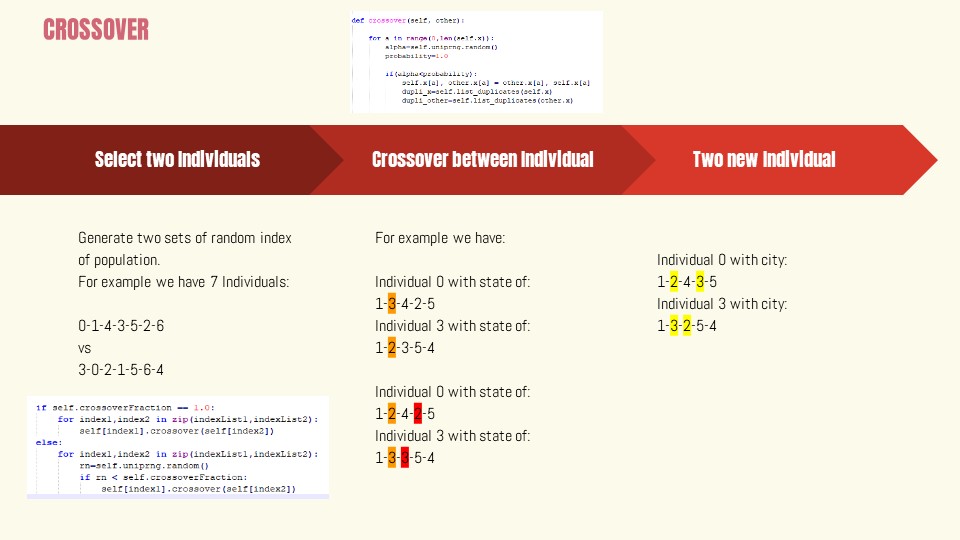 CROSSOVER
def crossover(self, other):
for a in range(0,len(self.x)):
alpha=self.uniprng.random()
probability=1.0
if(alpha<probability):
self.x[a], other.x[a] = other.x[a], self.x[a]
dupli_x=self.list_duplicates(self.x)
dupli_other=self.list_duplicates(other.x)
Select two Individuals
Crossover between Individual
Two new Individual
Generate two sets of random index
of population.
For example we have 7 Individuals:
0-1-4-3-5-2-6
vs
3-0-2-1-5-6-4
if self.crossoverFraction == 1.0:
for index1,index2 in zip(indexList1,indexList2):
self[index1].crossover(self[index2])
else:
for index1,index2 in zip(indexList1,indexList2):
rn=self.uniprng.random()
if rn < self.crossoverFraction:
self[index1].crossover(self[index2])
For example we have:
Individual 0 with state of:
1-3-4-2-5
Individual 3 with state of:
1-2-3-5-4
Individual 0 with state of:
1-2-4-2-5
Individual 3 with state of:
1-3-3-5-4
Individual 0 with city:
1-2-4-3-5
Individual 3 with city:
1-3-2-5-4